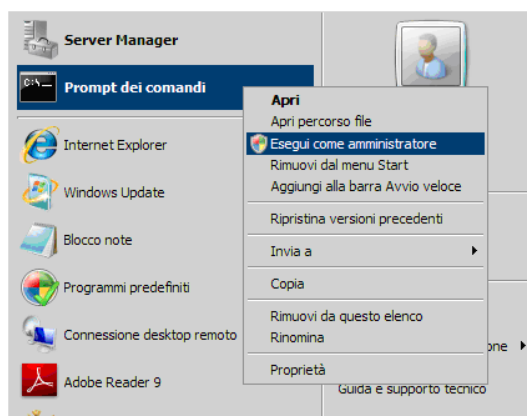 Server Manager
Prompt dei comandi
Internet Explorer
Windows Update
Blocco note
Programmi predefiniti
Connessione desktop remoto
Adobe Reader 9
Apri
Apri percorso file
Esegui come amministratore
Rimuovi dal menu Start
Aggiungi alla barra Avvio veloce
Ripristina versioni precedenti
Invia a
Copia
Rimuovi da questo elenco
Rinomina
Proprietà
one
Guida e supporto tecnico